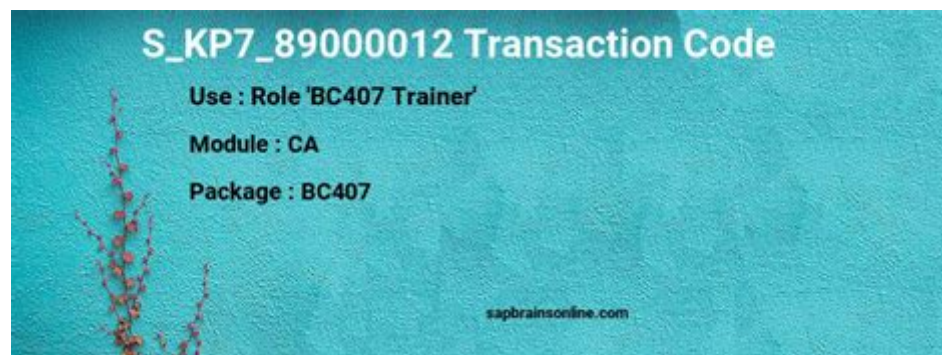 S_KP7_89000012 Transaction Code
Use : Role 'BC407 Trainer'
Module : CA
Package : BC407
sapbrainsonline.com